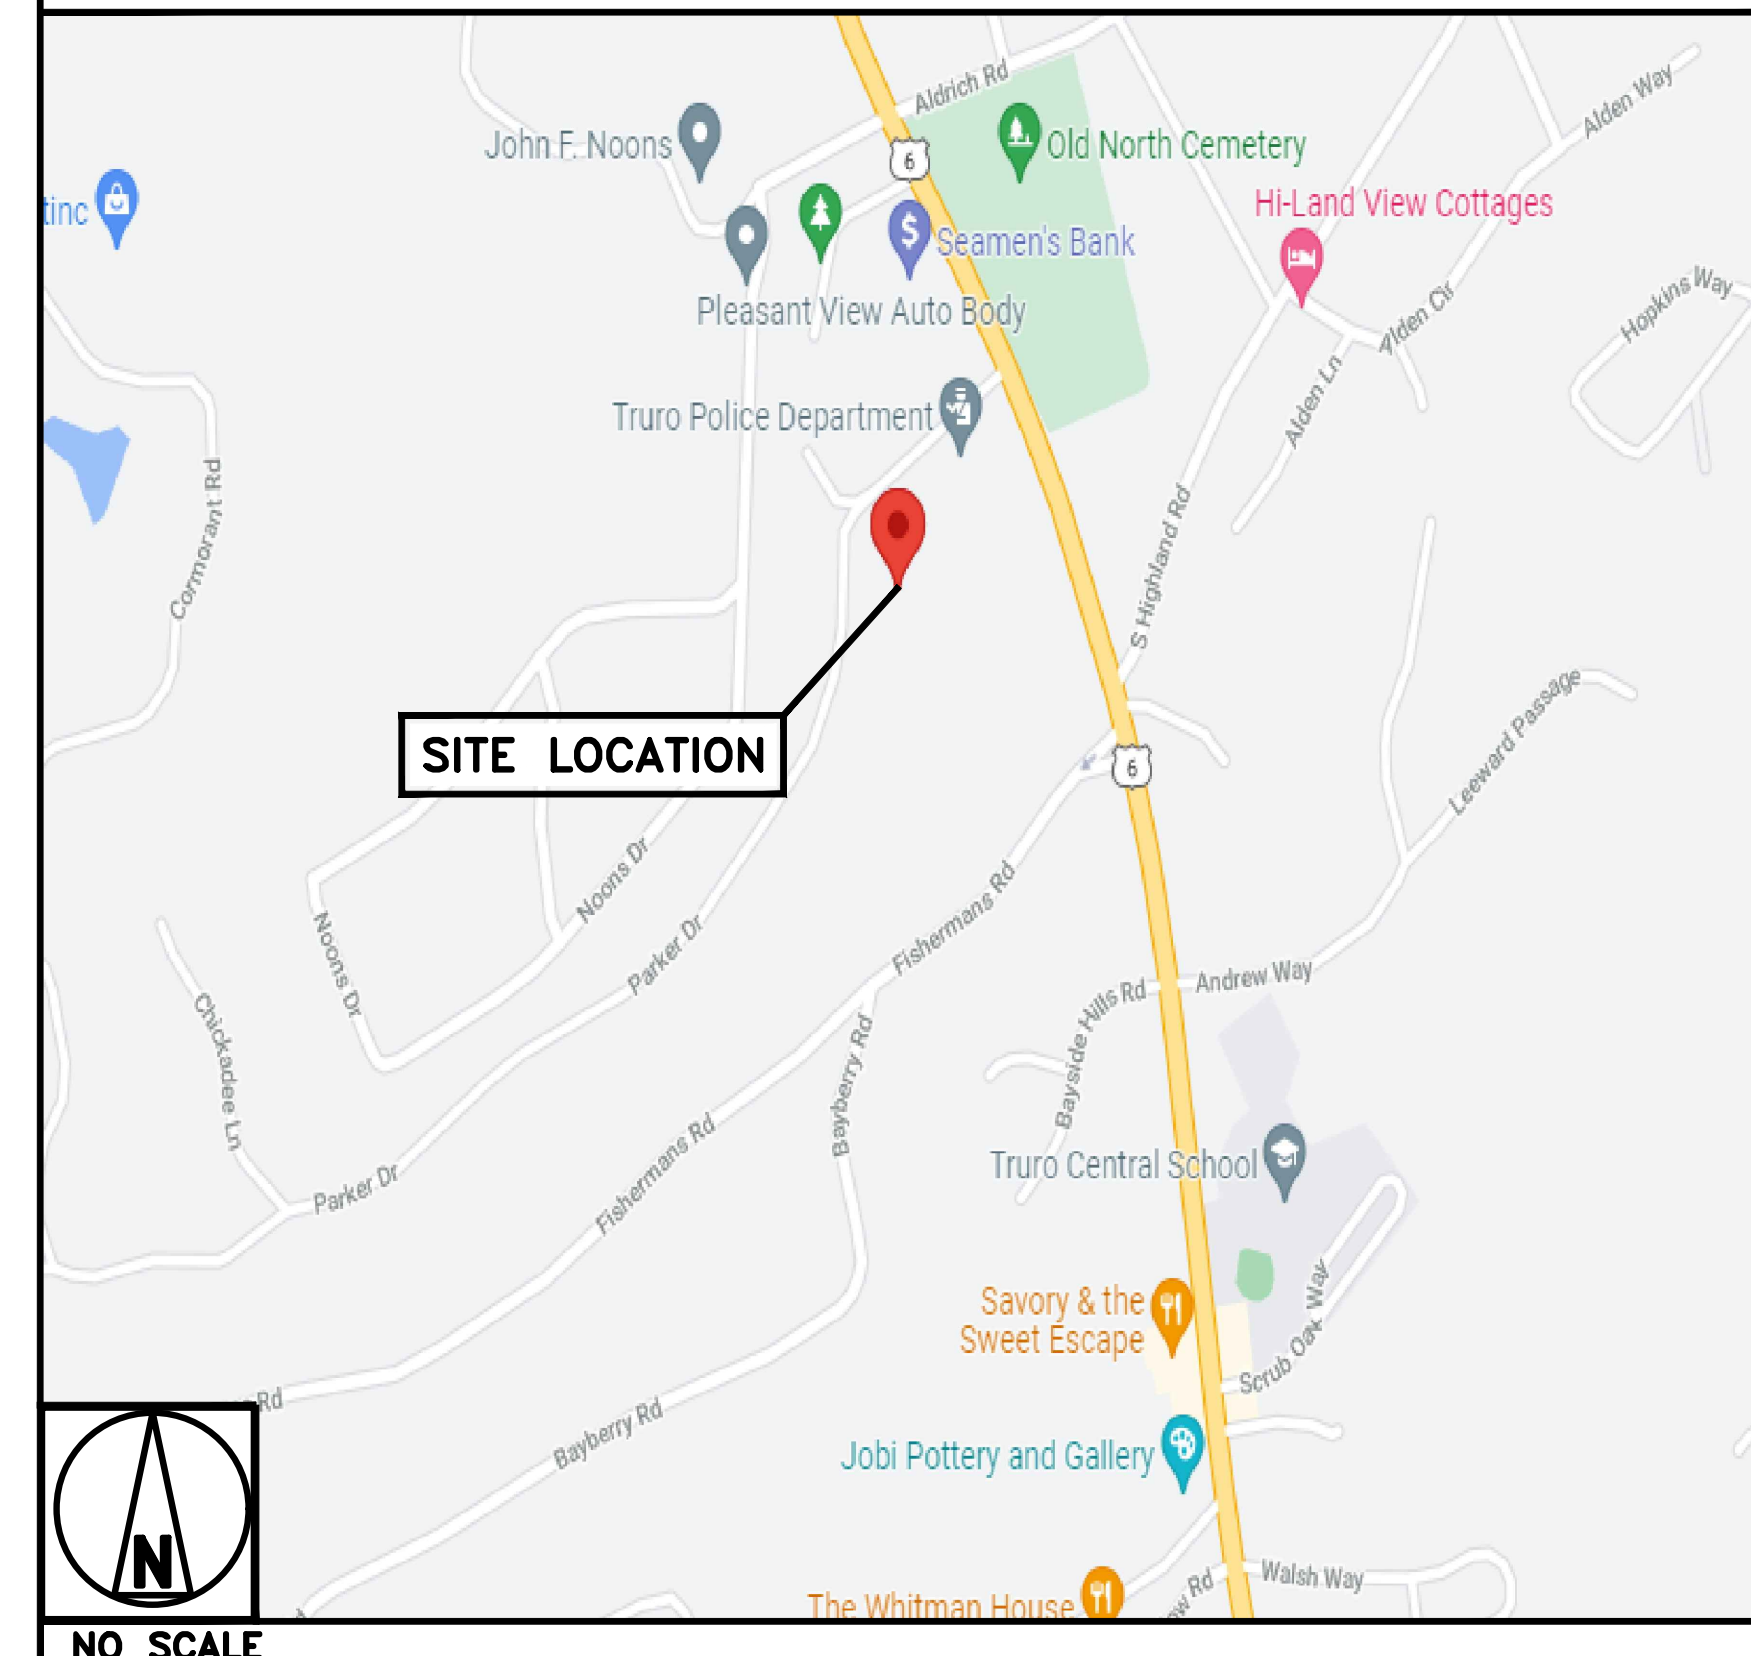 Aldrich Rd
Alden Way
John F. Noons
6
Old North Cemetery
tinc
Hi-Land View Cottages
Seamen's Bank
Pleasant View Auto Body
Hopkins Way
Alden Cir
Alden Ln
Truro Police Department
Cormorant Rd
S Highland Rd
SITE LOCATION
6
Leeward Passage
Noons Dr
Fishermans Rd
Noons Dr
Parker Dr
Andrew Way
Bayside Hills Rd
Chickadee Ln
Bayberry Rd
Truro Central School
Fishermans Rd
Parker Dr
Savory & the
Sweet Escape
Scrub Oak Way
Rd
Bayberry Rd
Jobi Pottery and Gallery
N
Walsh Way
Rd
The Whitman House
NO SCALE